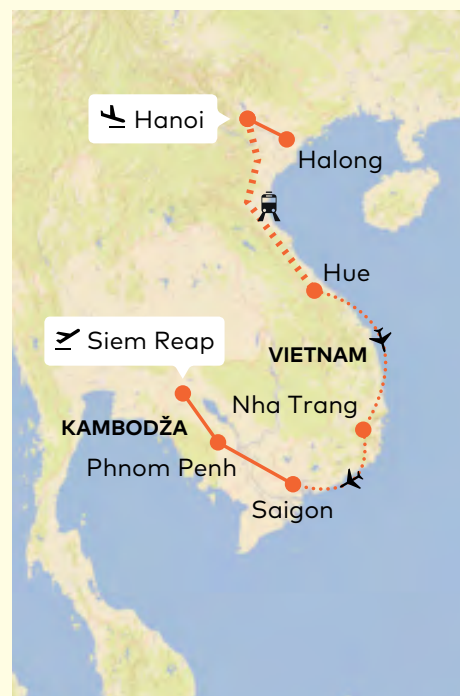 Hanoi
Halong
Hue
Siem Reap
VIETNAM
Nha Trang
KAMBODŽA
Phnom Penh
Saigon